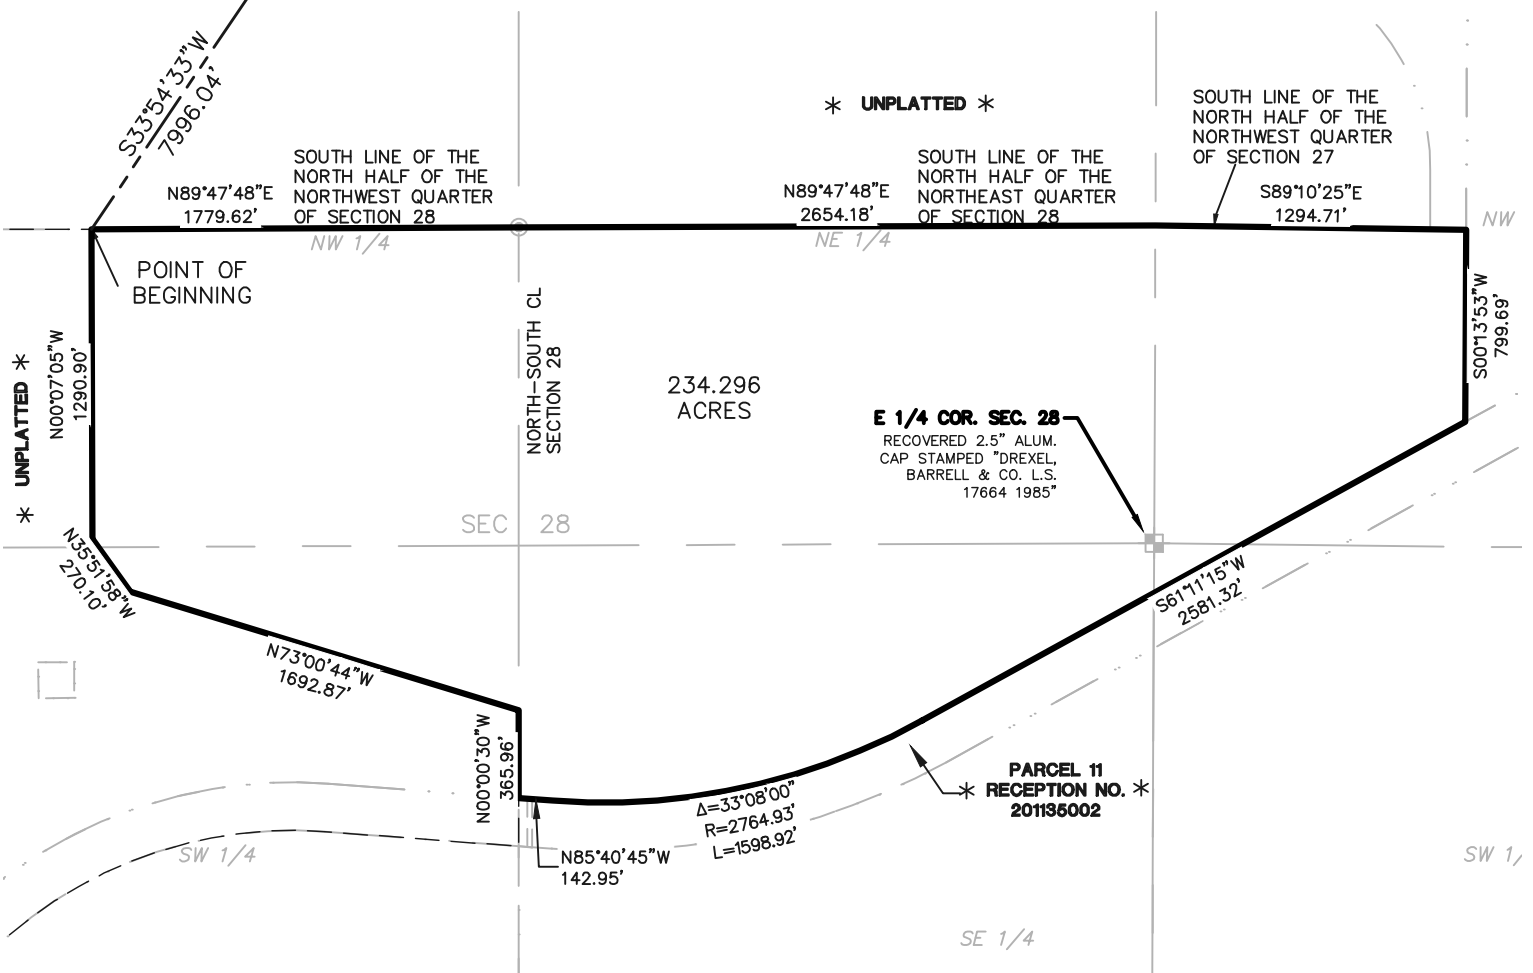 S33°54'33"W
7996.04'
* UNPLATTED *
SOUTH LINE OF THE
NORTH HALF OF THE
NORTHWEST QUARTER
OF SECTION 27
SOUTH LINE OF THE
NORTH HALF OF THE
NORTHWEST QUARTER
OF SECTION 28
N89°47'48"E
1779.62'
SOUTH LINE OF THE
NORTH HALF OF THE
NORTHEAST QUARTER
OF SECTION 28
N89°47'48"E
2654.18'
S89°10'25"E
1294.71'
NW
NW 1/4
NE 1/4
POINT OF
BEGINNING
NORTH-SOUTH CL
SECTION 28
S00°13'53"W
799.69'
* UNPLATTED *
N00°07'05"W
1290.90'
234.296
ACRES
E 1/4 COR. SEC. 28
RECOVERED 2.5" ALUM.
CAP STAMPED "DREXEL,
BARRELL & CO. L.S.
17664 1985"
SEC 28
N35°51'58"W
270.10'
S61°11'15"W
2581.32'
N73°00'44"W
1692.87'
N00°00'30"W
365.96'
PARCEL 11
* RECEPTION NO. *
201135002
Δ=33°08'00"
R=2764.93'
L=1598.92'
N85°40'45"W
142.95'
SW 1/4
SW 1/
SE 1/4